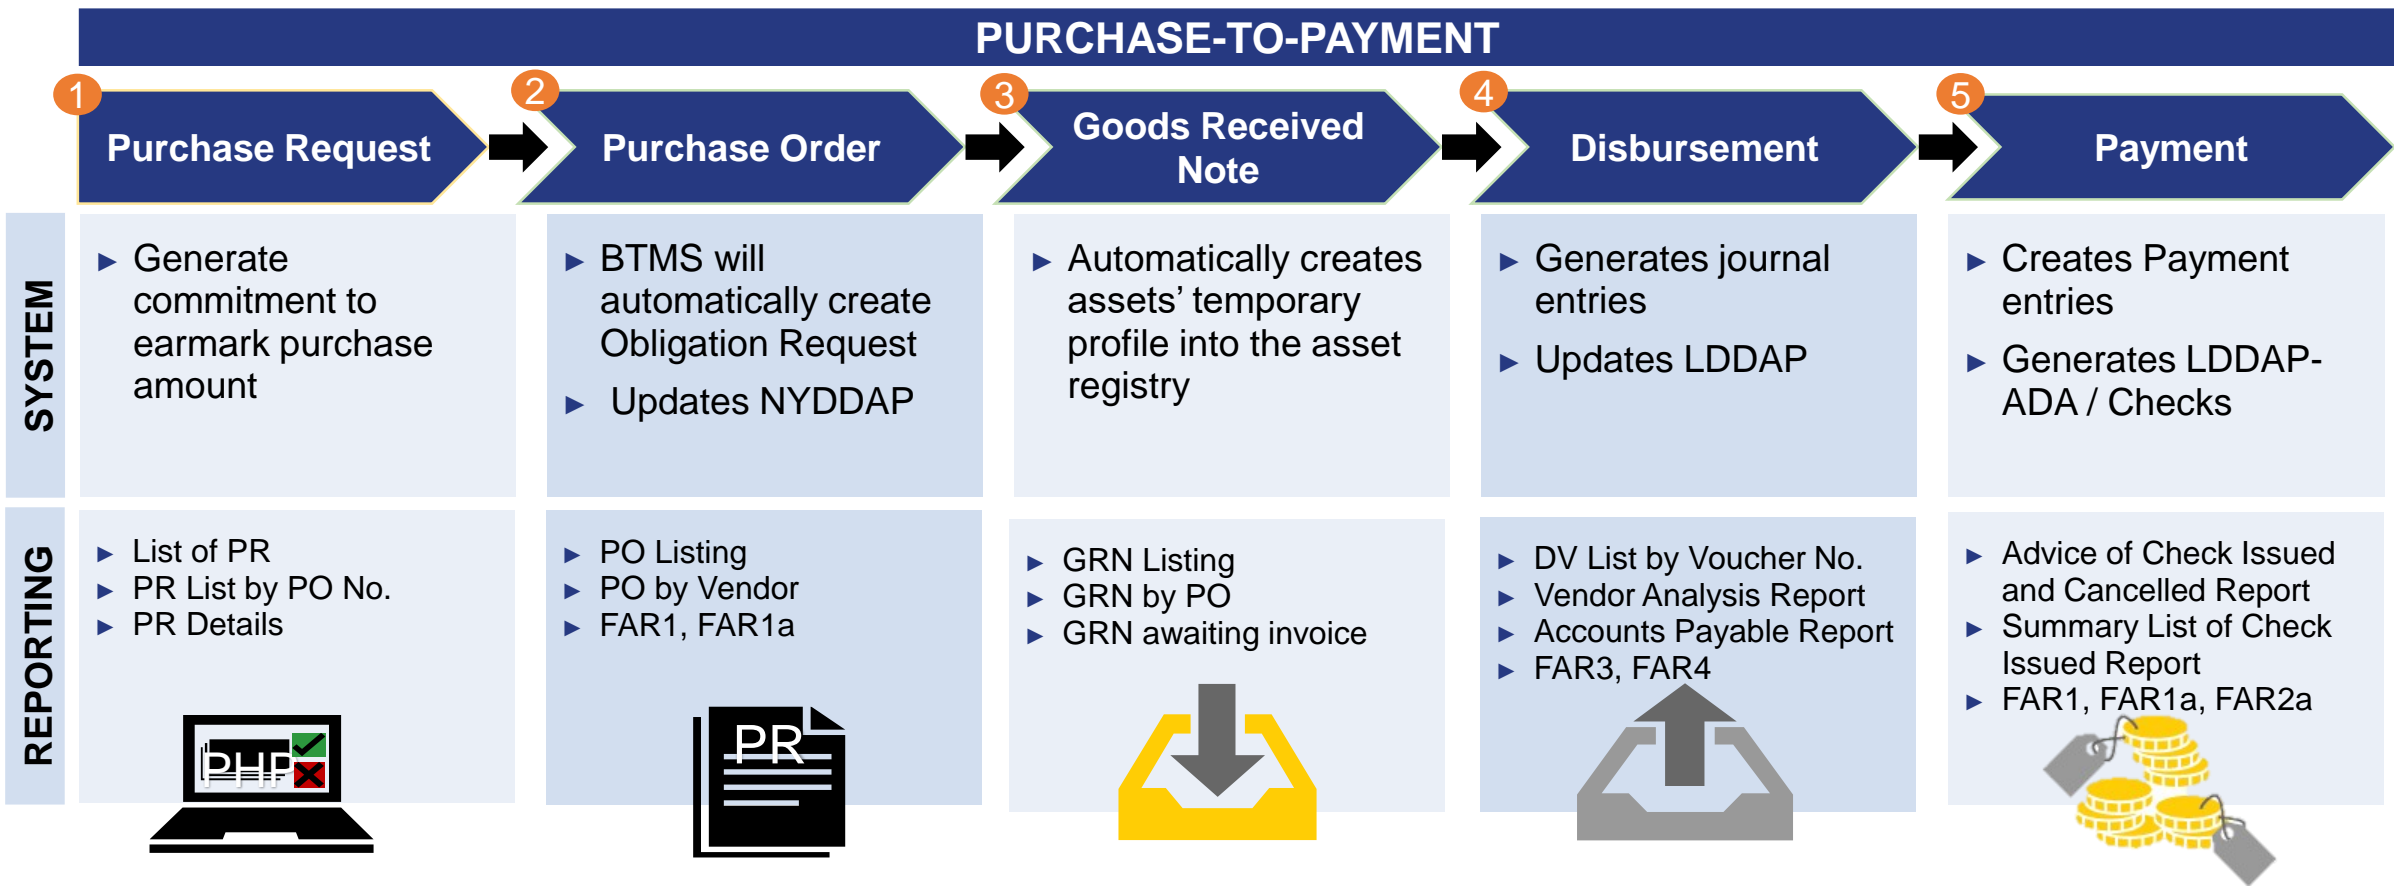 PURCHASE-TO-PAYMENT
1
Purchase Request
2
Purchase Order
3
Goods Received
Note
4
Disbursement
5
Payment
SYSTEM
► Generate
commitment to
earmark purchase
amount
► BTMS will
automatically create
Obligation Request
► Updates NYDDAP
► Automatically creates
assets’ temporary
profile into the asset
registry
► Generates journal
entries
► Updates LDDAP
► Creates Payment
entries
► Generates LDDAP-
ADA / Checks
REPORTING
► List of PR
► PR List by PO No.
► PR Details
PHP
► PO Listing
► PO by Vendor
► FAR1, FAR1a
PR
► GRN Listing
► GRN by PO
► GRN awaiting invoice
► DV List by Voucher No.
► Vendor Analysis Report
► Accounts Payable Report
► FAR3, FAR4
► Advice of Check Issued
and Cancelled Report
► Summary List of Check
Issued Report
► FAR1, FAR1a, FAR2a